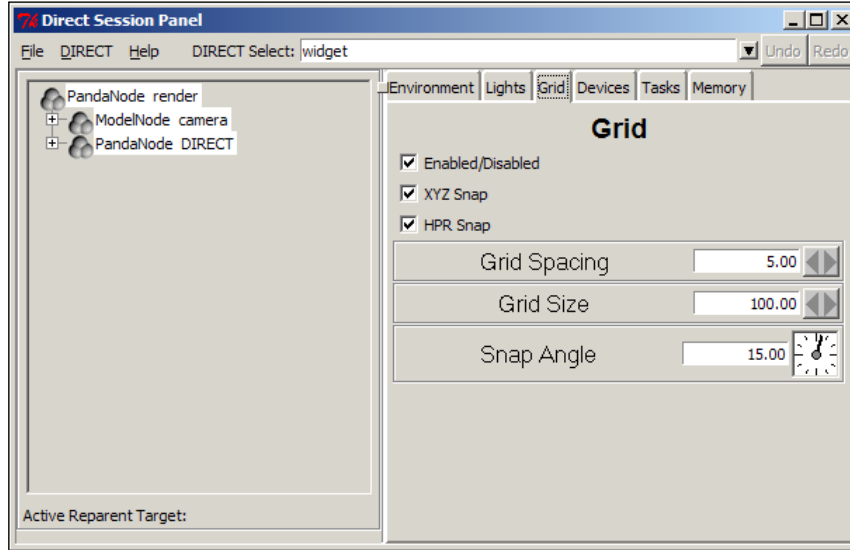 Direct Session Panel
File DIRECT Help DIRECT Select: widget Undo Redo
PandaNode render
ModelNode camera
PandaNode DIRECT
Active Reparent Target:
Environment Lights Grid Devices Tasks Memory
Grid
Enabled/Disabled
XYZ Snap
HPR Snap
Grid Spacing 5.00
Grid Size 100.00
Snap Angle 15.00